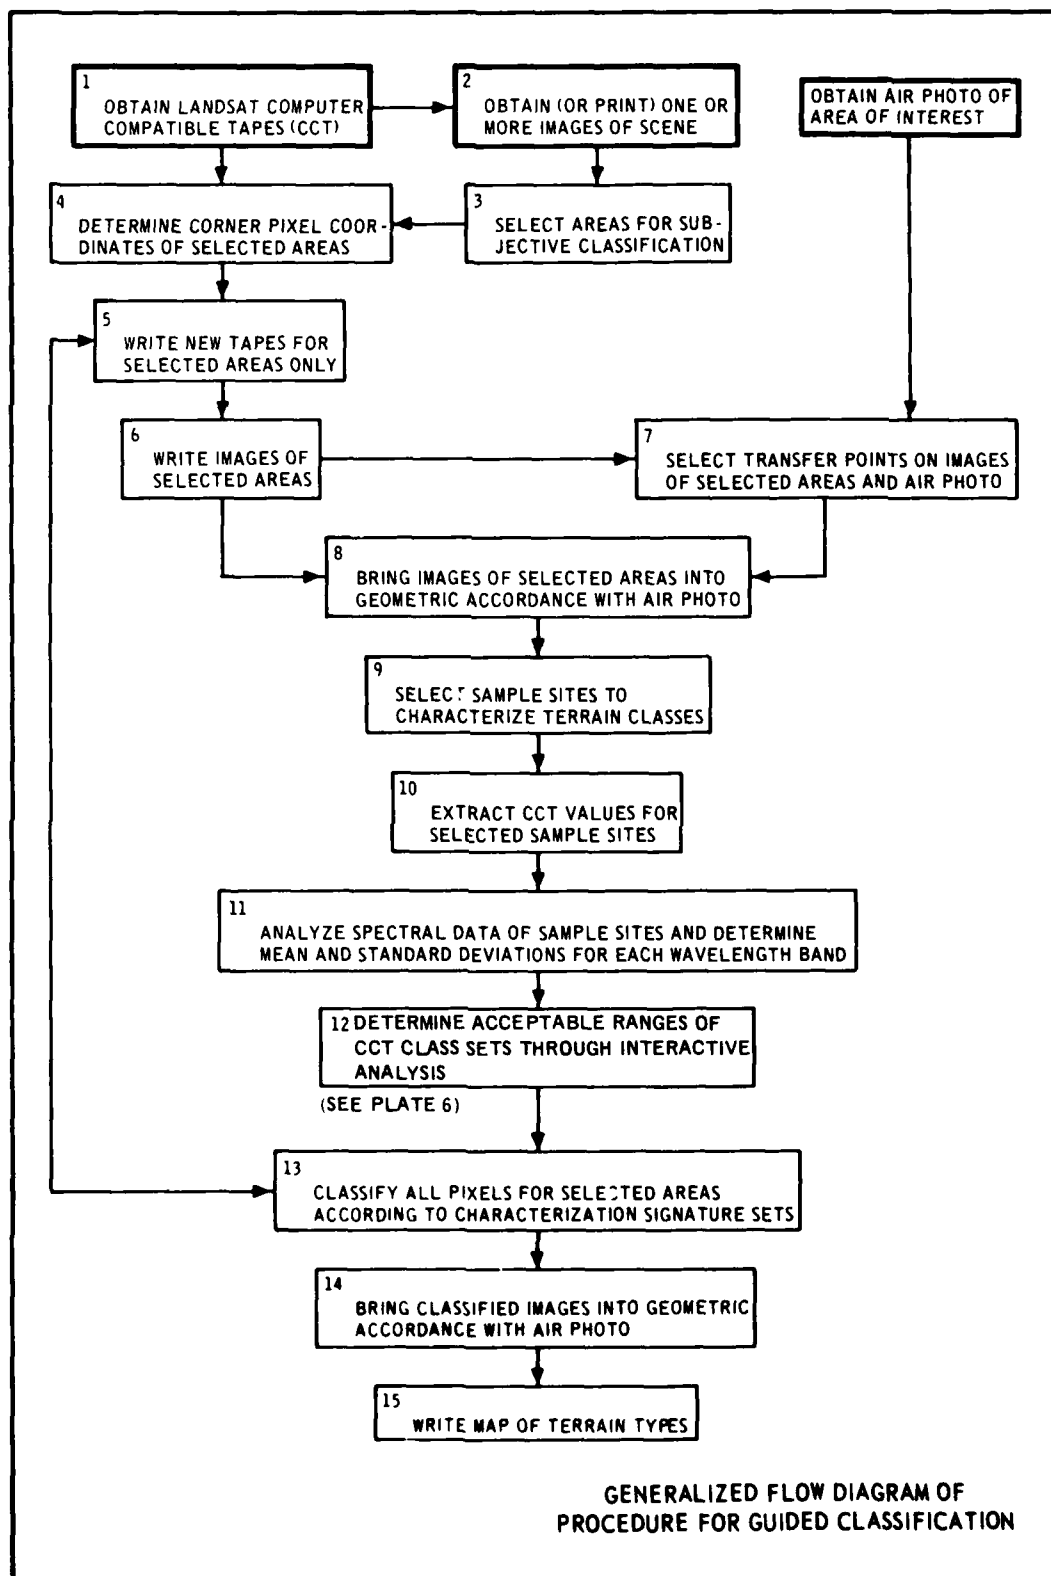 1
OBTAIN LANDSAT COMPUTER
COMPATIBLE TAPES (CCT)
2
OBTAIN (OR PRINT) ONE OR
MORE IMAGES OF SCENE
OBTAIN AIR PHOTO OF
AREA OF INTEREST
4
DETERMINE CORNER PIXEL COOR-
DINATES OF SELECTED AREAS
3
SELECT AREAS FOR SUB-
JECTIVE CLASSIFICATION
5
WRITE NEW TAPES FOR
SELECTED AREAS ONLY
6
WRITE IMAGES OF
SELECTED AREAS
7
SELECT TRANSFER POINTS ON IMAGES
OF SELECTED AREAS AND AIR PHOTO
8
BRING IMAGES OF SELECTED AREAS INTO
GEOMETRIC ACCORDANCE WITH AIR PHOTO
9
SELECT SAMPLE SITES TO
CHARACTERIZE TERRAIN CLASSES
10
EXTRACT CCT VALUES FOR
SELECTED SAMPLE SITES
11
ANALYZE SPECTRAL DATA OF SAMPLE SITES AND DETERMINE
MEAN AND STANDARD DEVIATIONS FOR EACH WAVELENGTH BAND
12 DETERMINE ACCEPTABLE RANGES OF
CCT CLASS SETS THROUGH INTERACTIVE
ANALYSIS
(SEE PLATE 6)
13
CLASSIFY ALL PIXELS FOR SELECTED AREAS
ACCORDING TO CHARACTERIZATION SIGNATURE SETS
14
BRING CLASSIFIED IMAGES INTO GEOMETRIC
ACCORDANCE WITH AIR PHOTO
15
WRITE MAP OF TERRAIN TYPES
GENERALIZED FLOW DIAGRAM OF
PROCEDURE FOR GUIDED CLASSIFICATION